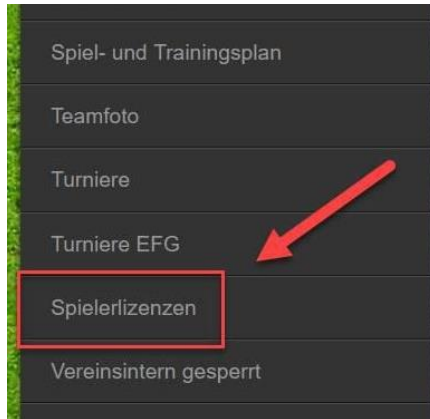 Spiel- und Trainingsplan
Teamfoto
Turniere
Turniere EFG
Spielerlizenzen
Vereinsintern gesperrt